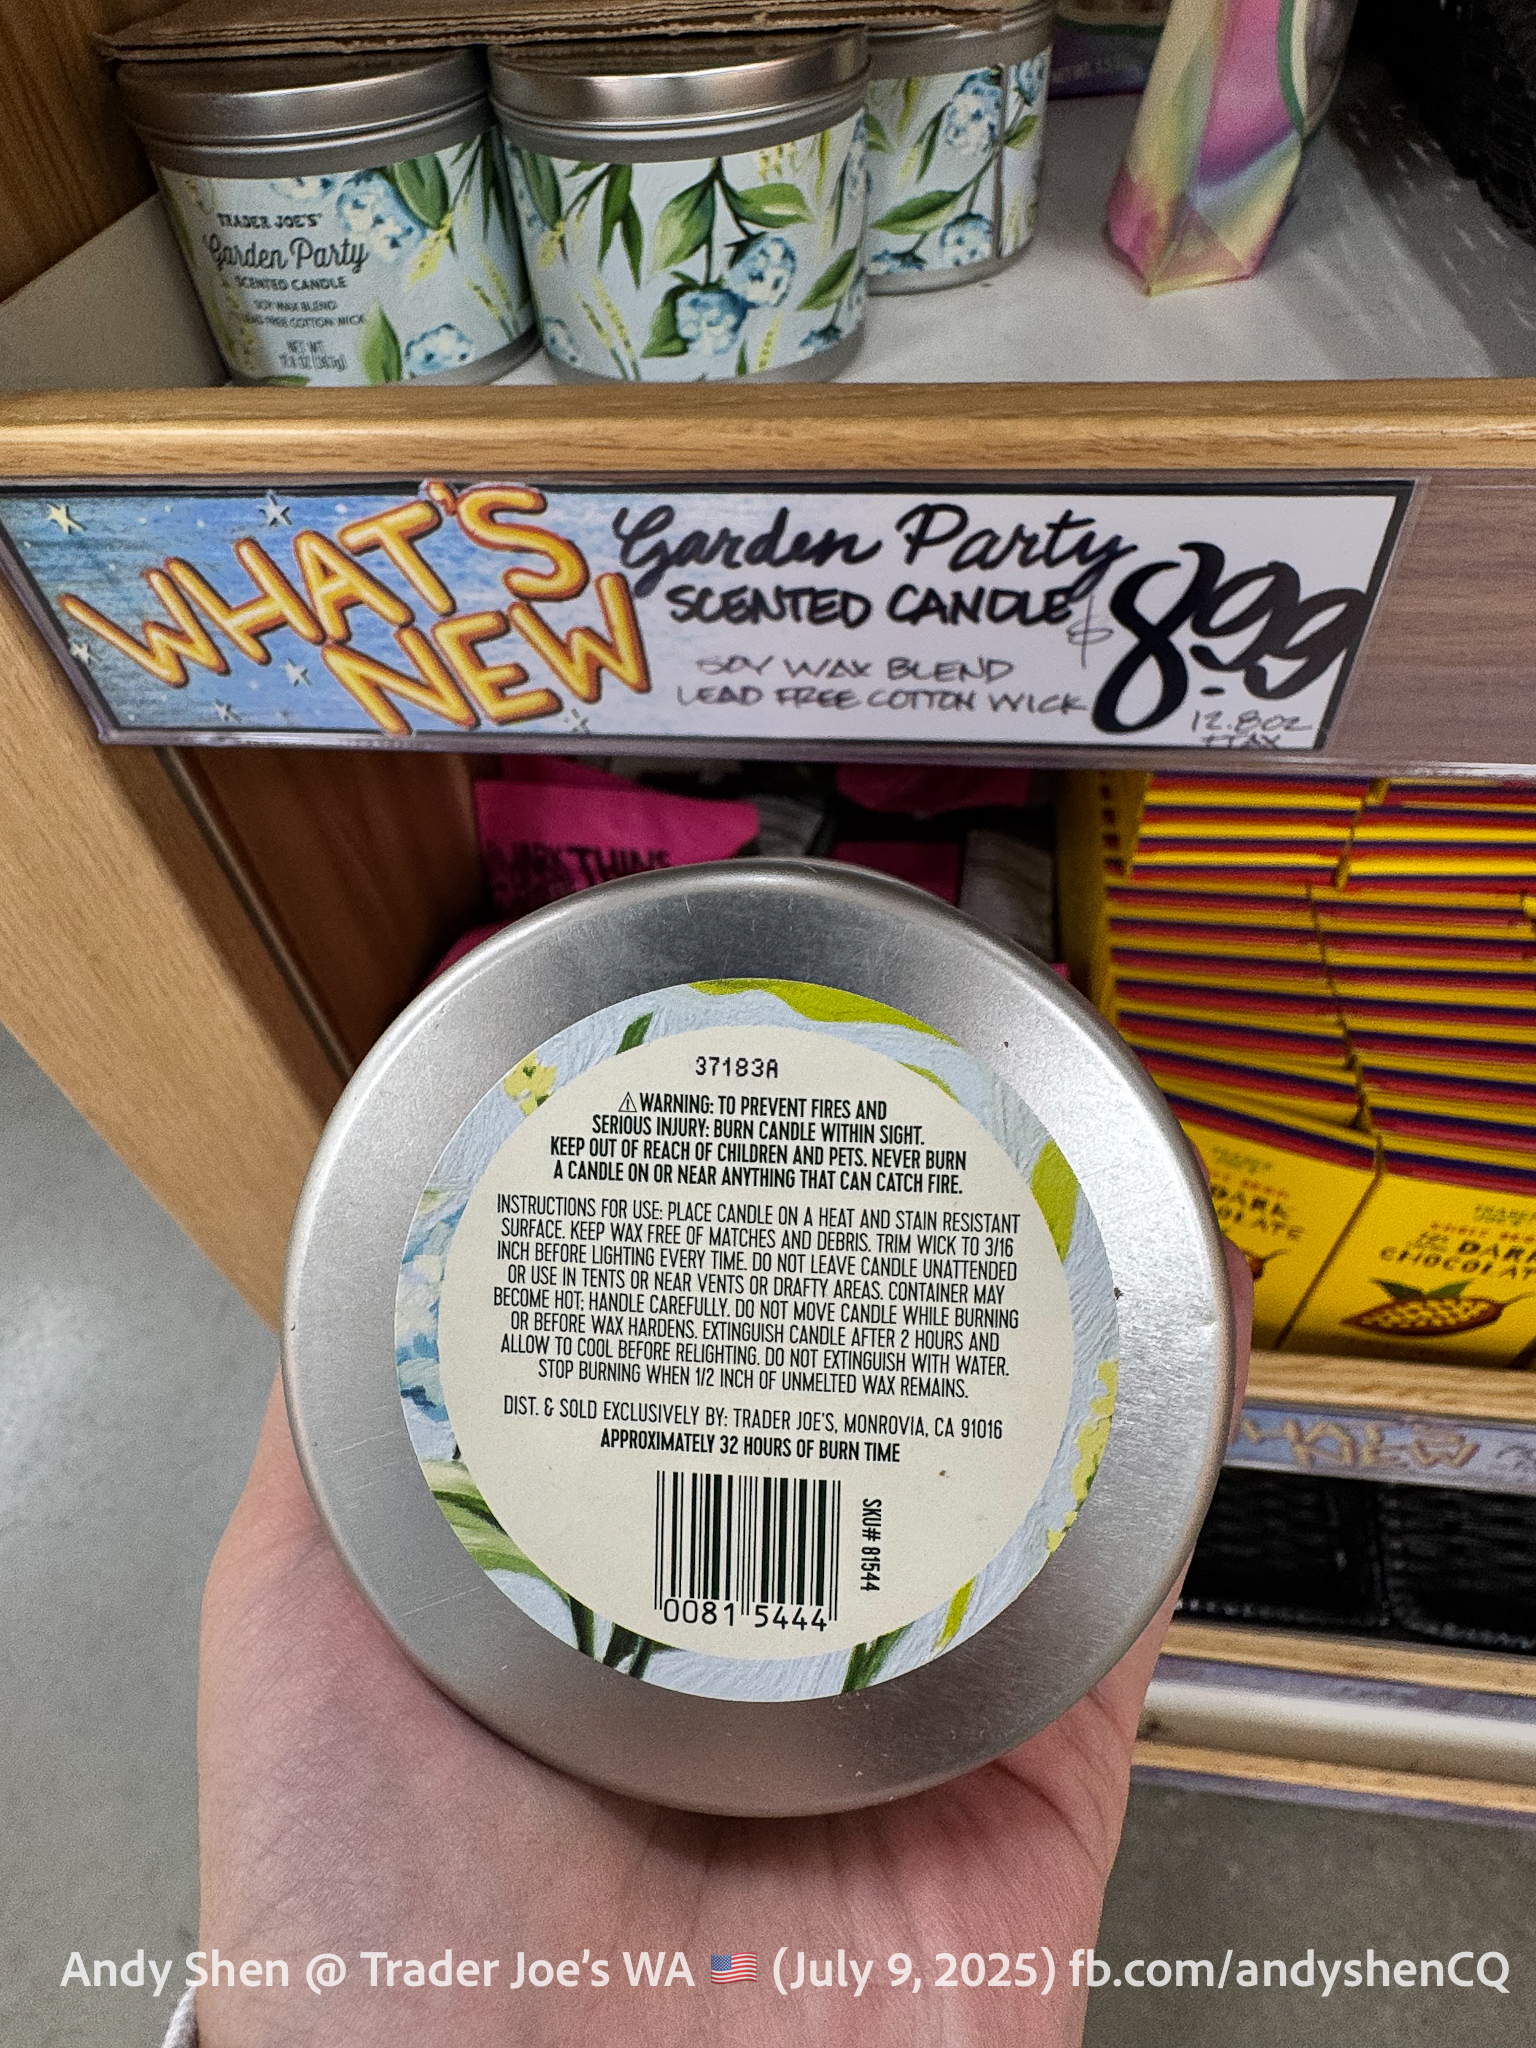 TRADER JOE'S
Garden Party
SCENTED CANDLE
SOY WAX BLEND
LEAD FREE COTTON WICK
NET WT.
12.8 OZ (363g)
WHAT'S
NEW
Garden Party
SCENTED CANDLE
SOY WAX BLEND
LEAD FREE COTTON WICK
$8.99
12.8oz
+TAX
37183A
⚠WARNING: TO PREVENT FIRES AND
SERIOUS INJURY: BURN CANDLE WITHIN SIGHT.
KEEP OUT OF REACH OF CHILDREN AND PETS. NEVER BURN
A CANDLE ON OR NEAR ANYTHING THAT CAN CATCH FIRE.
INSTRUCTIONS FOR USE: PLACE CANDLE ON A HEAT AND STAIN RESISTANT
SURFACE. KEEP WAX FREE OF MATCHES AND DEBRIS. TRIM WICK TO 3/16
INCH BEFORE LIGHTING EVERY TIME. DO NOT LEAVE CANDLE UNATTENDED
OR USE IN TENTS OR NEAR VENTS OR DRAFTY AREAS. CONTAINER MAY
BECOME HOT; HANDLE CAREFULLY. DO NOT MOVE CANDLE WHILE BURNING
OR BEFORE WAX HARDENS. EXTINGUISH CANDLE AFTER 2 HOURS AND
ALLOW TO COOL BEFORE RELIGHTING. DO NOT EXTINGUISH WITH WATER.
STOP BURNING WHEN 1/2 INCH OF UNMELTED WAX REMAINS.
DIST. & SOLD EXCLUSIVELY BY: TRADER JOE'S, MONROVIA, CA 91016
APPROXIMATELY 32 HOURS OF BURN TIME
SKU# 81544
0081 5444
DARK
CHOCOLATE
NEW
Andy Shen @ Trader Joe's WA 🇺🇸 (July 9, 2025) fb.com/andyshenCQ